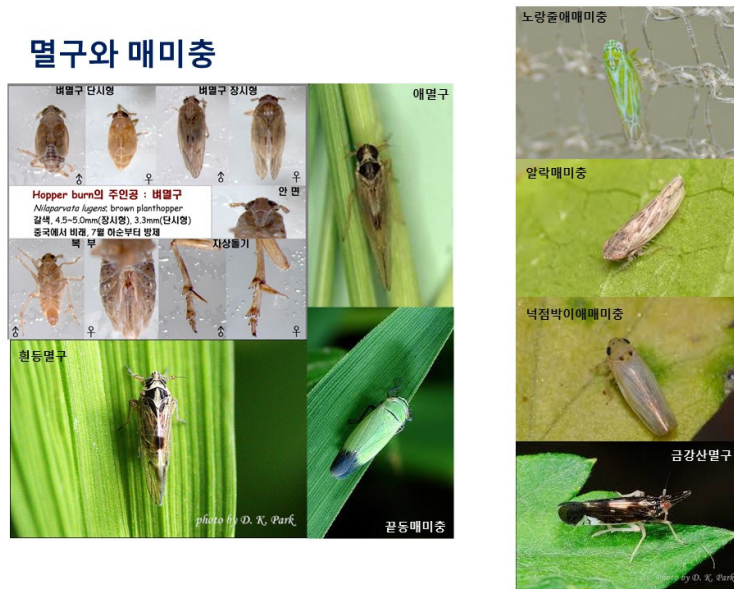 멸구와 매미충
벼멸구 단시형
벼멸구 장시형
♂
♀
♂
♀
Hopper burn의 주인공 : 벼멸구
Nilaparvata lugens, brown planthopper
갈색, 4.5~5.0mm(장시형), 3.3mm(단시형)
중국에서 비래, 7월 하순부터 방제
안 면
복 부
자상돌기
♂
♀
♂
♀
애멸구
흰등멸구
photo by D. K. Park
끝동매미충
노랑줄애매미충
알락매미충
넉점박이애매미충
금강산멸구
Photo by D. K. Park